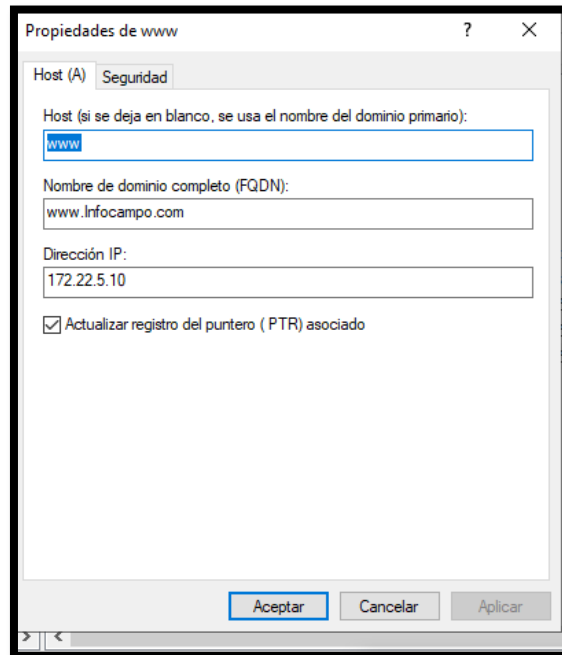 Propiedades de www
? ✕
Host (A) Seguridad
Host (si se deja en blanco, se usa el nombre del dominio primario):
www
Nombre de dominio completo (FQDN):
www.Infocampo.com
Dirección IP:
172.22.5.10
Actualizar registro del puntero ( PTR) asociado
Aceptar Cancelar Aplicar